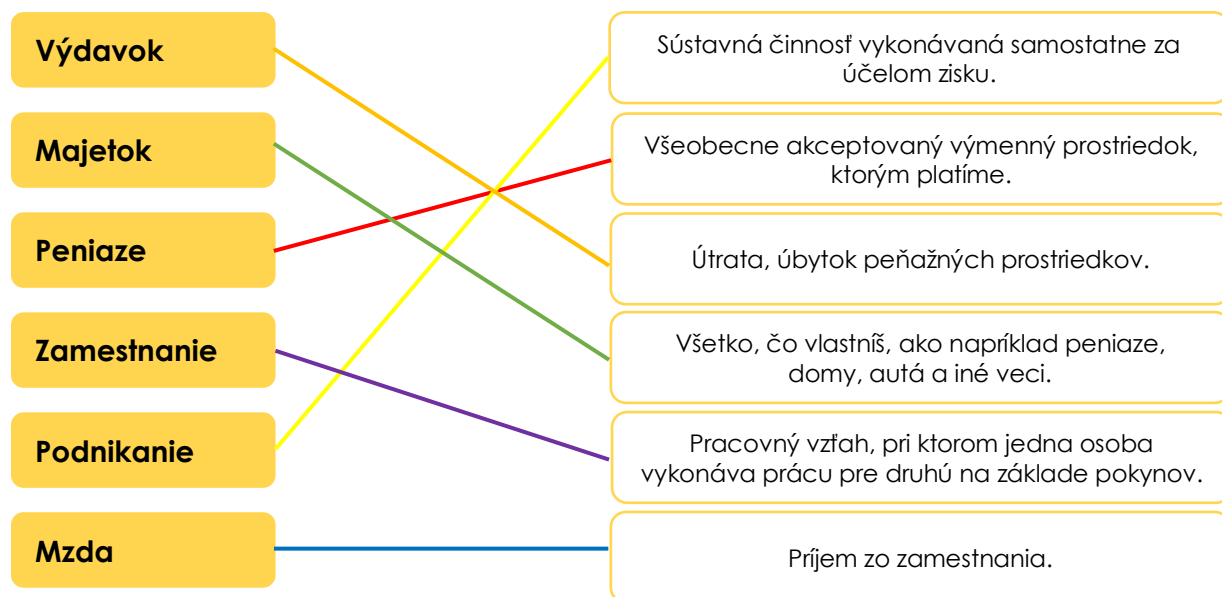 Výdavok
Sústavná činnosť vykonávaná samostatne za
účelom zisku.
Majetok
Všeobecne akceptovaný výmenný prostriedok,
ktorým platíme.
Peniaze
Útrata, úbytok peňažných prostriedkov.
Zamestnanie
Všetko, čo vlastníš, ako napríklad peniaze,
domy, autá a iné veci.
Podnikanie
Pracovný vzťah, pri ktorom jedna osoba
vykonáva prácu pre druhú na základe pokynov.
Mzda
Príjem zo zamestnania.